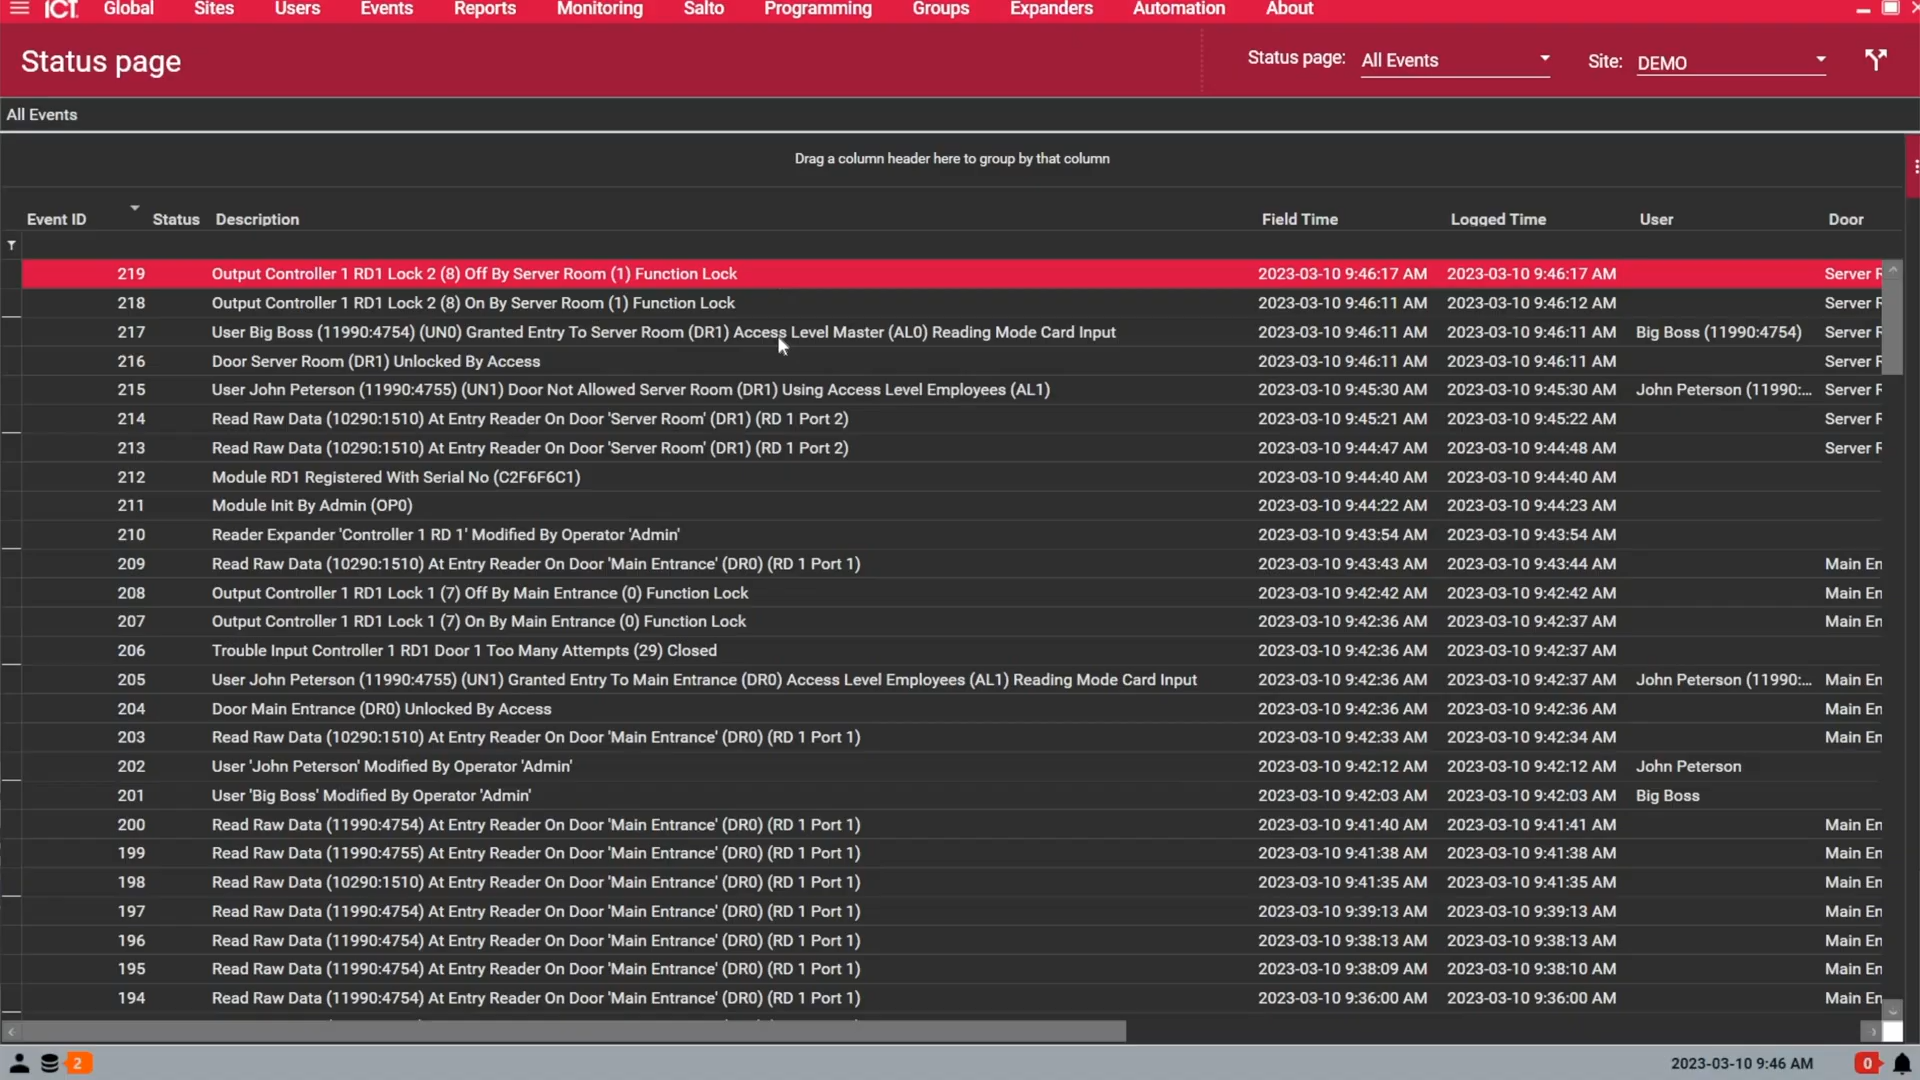 ICT Global Sites Users Events Reports Monitoring Salto Programming Groups Expanders Automation About
Status page
Status page: All Events Site: DEMO
All Events
Drag a column header here to group by that column
Event ID Status Description Field Time Logged Time User Door
219 Output Controller 1 RD1 Lock 2 (8) Off By Server Room (1) Function Lock 2023-03-10 9:46:17 AM 2023-03-10 9:46:17 AM Server R
218 Output Controller 1 RD1 Lock 2 (8) On By Server Room (1) Function Lock 2023-03-10 9:46:11 AM 2023-03-10 9:46:12 AM Server R
217 User Big Boss (11990:4754) (UN0) Granted Entry To Server Room (DR1) Access Level Master (AL0) Reading Mode Card Input 2023-03-10 9:46:11 AM 2023-03-10 9:46:11 AM Big Boss (11990:4754) Server R
216 Door Server Room (DR1) Unlocked By Access 2023-03-10 9:46:11 AM 2023-03-10 9:46:11 AM Server R
215 User John Peterson (11990:4755) (UN1) Door Not Allowed Server Room (DR1) Using Access Level Employees (AL1) 2023-03-10 9:45:30 AM 2023-03-10 9:45:30 AM John Peterson (11990:... Server R
214 Read Raw Data (10290:1510) At Entry Reader On Door 'Server Room' (DR1) (RD 1 Port 2) 2023-03-10 9:45:21 AM 2023-03-10 9:45:22 AM Server R
213 Read Raw Data (10290:1510) At Entry Reader On Door 'Server Room' (DR1) (RD 1 Port 2) 2023-03-10 9:44:47 AM 2023-03-10 9:44:48 AM Server R
212 Module RD1 Registered With Serial No (C2F6F6C1) 2023-03-10 9:44:40 AM 2023-03-10 9:44:40 AM
211 Module Init By Admin (OP0) 2023-03-10 9:44:22 AM 2023-03-10 9:44:23 AM
210 Reader Expander 'Controller 1 RD 1' Modified By Operator 'Admin' 2023-03-10 9:43:54 AM 2023-03-10 9:43:54 AM
209 Read Raw Data (10290:1510) At Entry Reader On Door 'Main Entrance' (DR0) (RD 1 Port 1) 2023-03-10 9:43:43 AM 2023-03-10 9:43:44 AM Main En
208 Output Controller 1 RD1 Lock 1 (7) Off By Main Entrance (0) Function Lock 2023-03-10 9:42:42 AM 2023-03-10 9:42:42 AM Main En
207 Output Controller 1 RD1 Lock 1 (7) On By Main Entrance (0) Function Lock 2023-03-10 9:42:36 AM 2023-03-10 9:42:37 AM Main En
206 Trouble Input Controller 1 RD1 Door 1 Too Many Attempts (29) Closed 2023-03-10 9:42:36 AM 2023-03-10 9:42:37 AM
205 User John Peterson (11990:4755) (UN1) Granted Entry To Main Entrance (DR0) Access Level Employees (AL1) Reading Mode Card Input 2023-03-10 9:42:36 AM 2023-03-10 9:42:37 AM John Peterson (11990:... Main En
204 Door Main Entrance (DR0) Unlocked By Access 2023-03-10 9:42:36 AM 2023-03-10 9:42:36 AM Main En
203 Read Raw Data (10290:1510) At Entry Reader On Door 'Main Entrance' (DR0) (RD 1 Port 1) 2023-03-10 9:42:33 AM 2023-03-10 9:42:34 AM Main En
202 User 'John Peterson' Modified By Operator 'Admin' 2023-03-10 9:42:12 AM 2023-03-10 9:42:12 AM John Peterson
201 User 'Big Boss' Modified By Operator 'Admin' 2023-03-10 9:42:03 AM 2023-03-10 9:42:03 AM Big Boss
200 Read Raw Data (11990:4754) At Entry Reader On Door 'Main Entrance' (DR0) (RD 1 Port 1) 2023-03-10 9:41:40 AM 2023-03-10 9:41:41 AM Main En
199 Read Raw Data (11990:4755) At Entry Reader On Door 'Main Entrance' (DR0) (RD 1 Port 1) 2023-03-10 9:41:38 AM 2023-03-10 9:41:38 AM Main En
198 Read Raw Data (10290:1510) At Entry Reader On Door 'Main Entrance' (DR0) (RD 1 Port 1) 2023-03-10 9:41:35 AM 2023-03-10 9:41:35 AM Main En
197 Read Raw Data (11990:4754) At Entry Reader On Door 'Main Entrance' (DR0) (RD 1 Port 1) 2023-03-10 9:39:13 AM 2023-03-10 9:39:13 AM Main En
196 Read Raw Data (11990:4754) At Entry Reader On Door 'Main Entrance' (DR0) (RD 1 Port 1) 2023-03-10 9:38:13 AM 2023-03-10 9:38:13 AM Main En
195 Read Raw Data (11990:4754) At Entry Reader On Door 'Main Entrance' (DR0) (RD 1 Port 1) 2023-03-10 9:38:09 AM 2023-03-10 9:38:10 AM Main En
194 Read Raw Data (11990:4754) At Entry Reader On Door 'Main Entrance' (DR0) (RD 1 Port 1) 2023-03-10 9:36:00 AM 2023-03-10 9:36:00 AM Main En
2 2023-03-10 9:46 AM 0